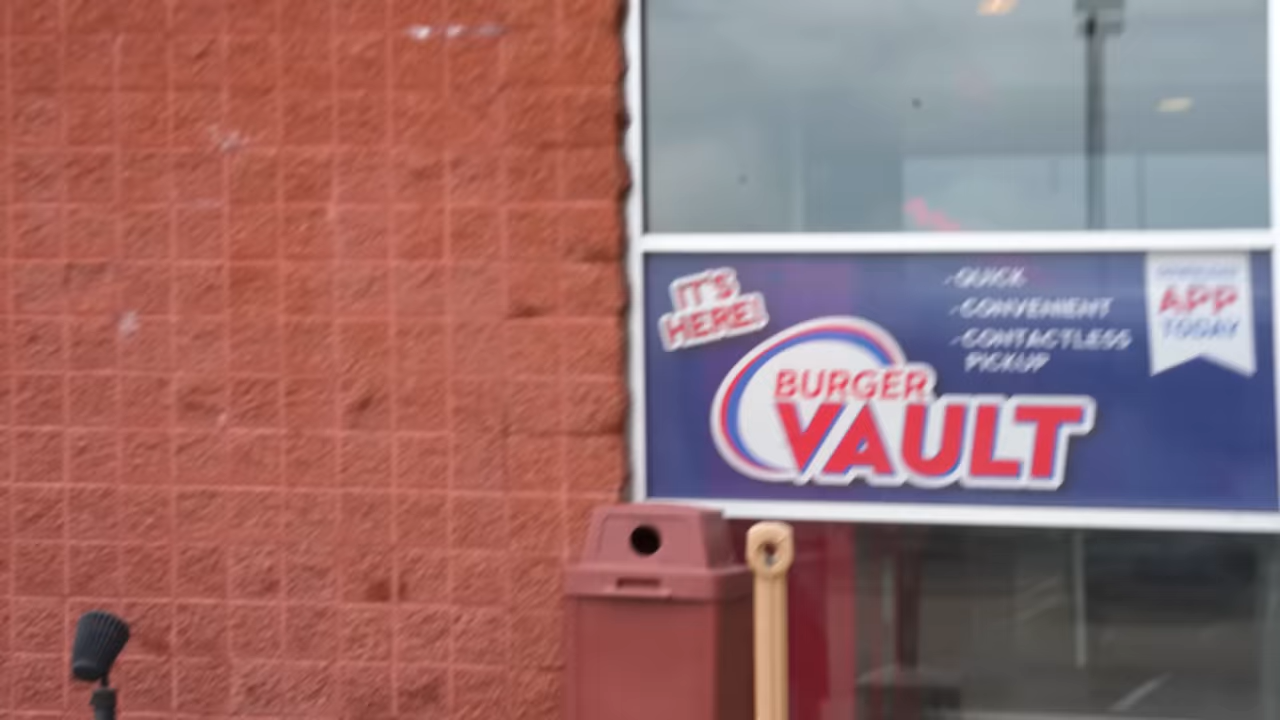 IT'S
HERE!
-QUICK
-CONVENIENT
-CONTACTLESS
PICKUP
APP
TODAY
BURGER
VAULT